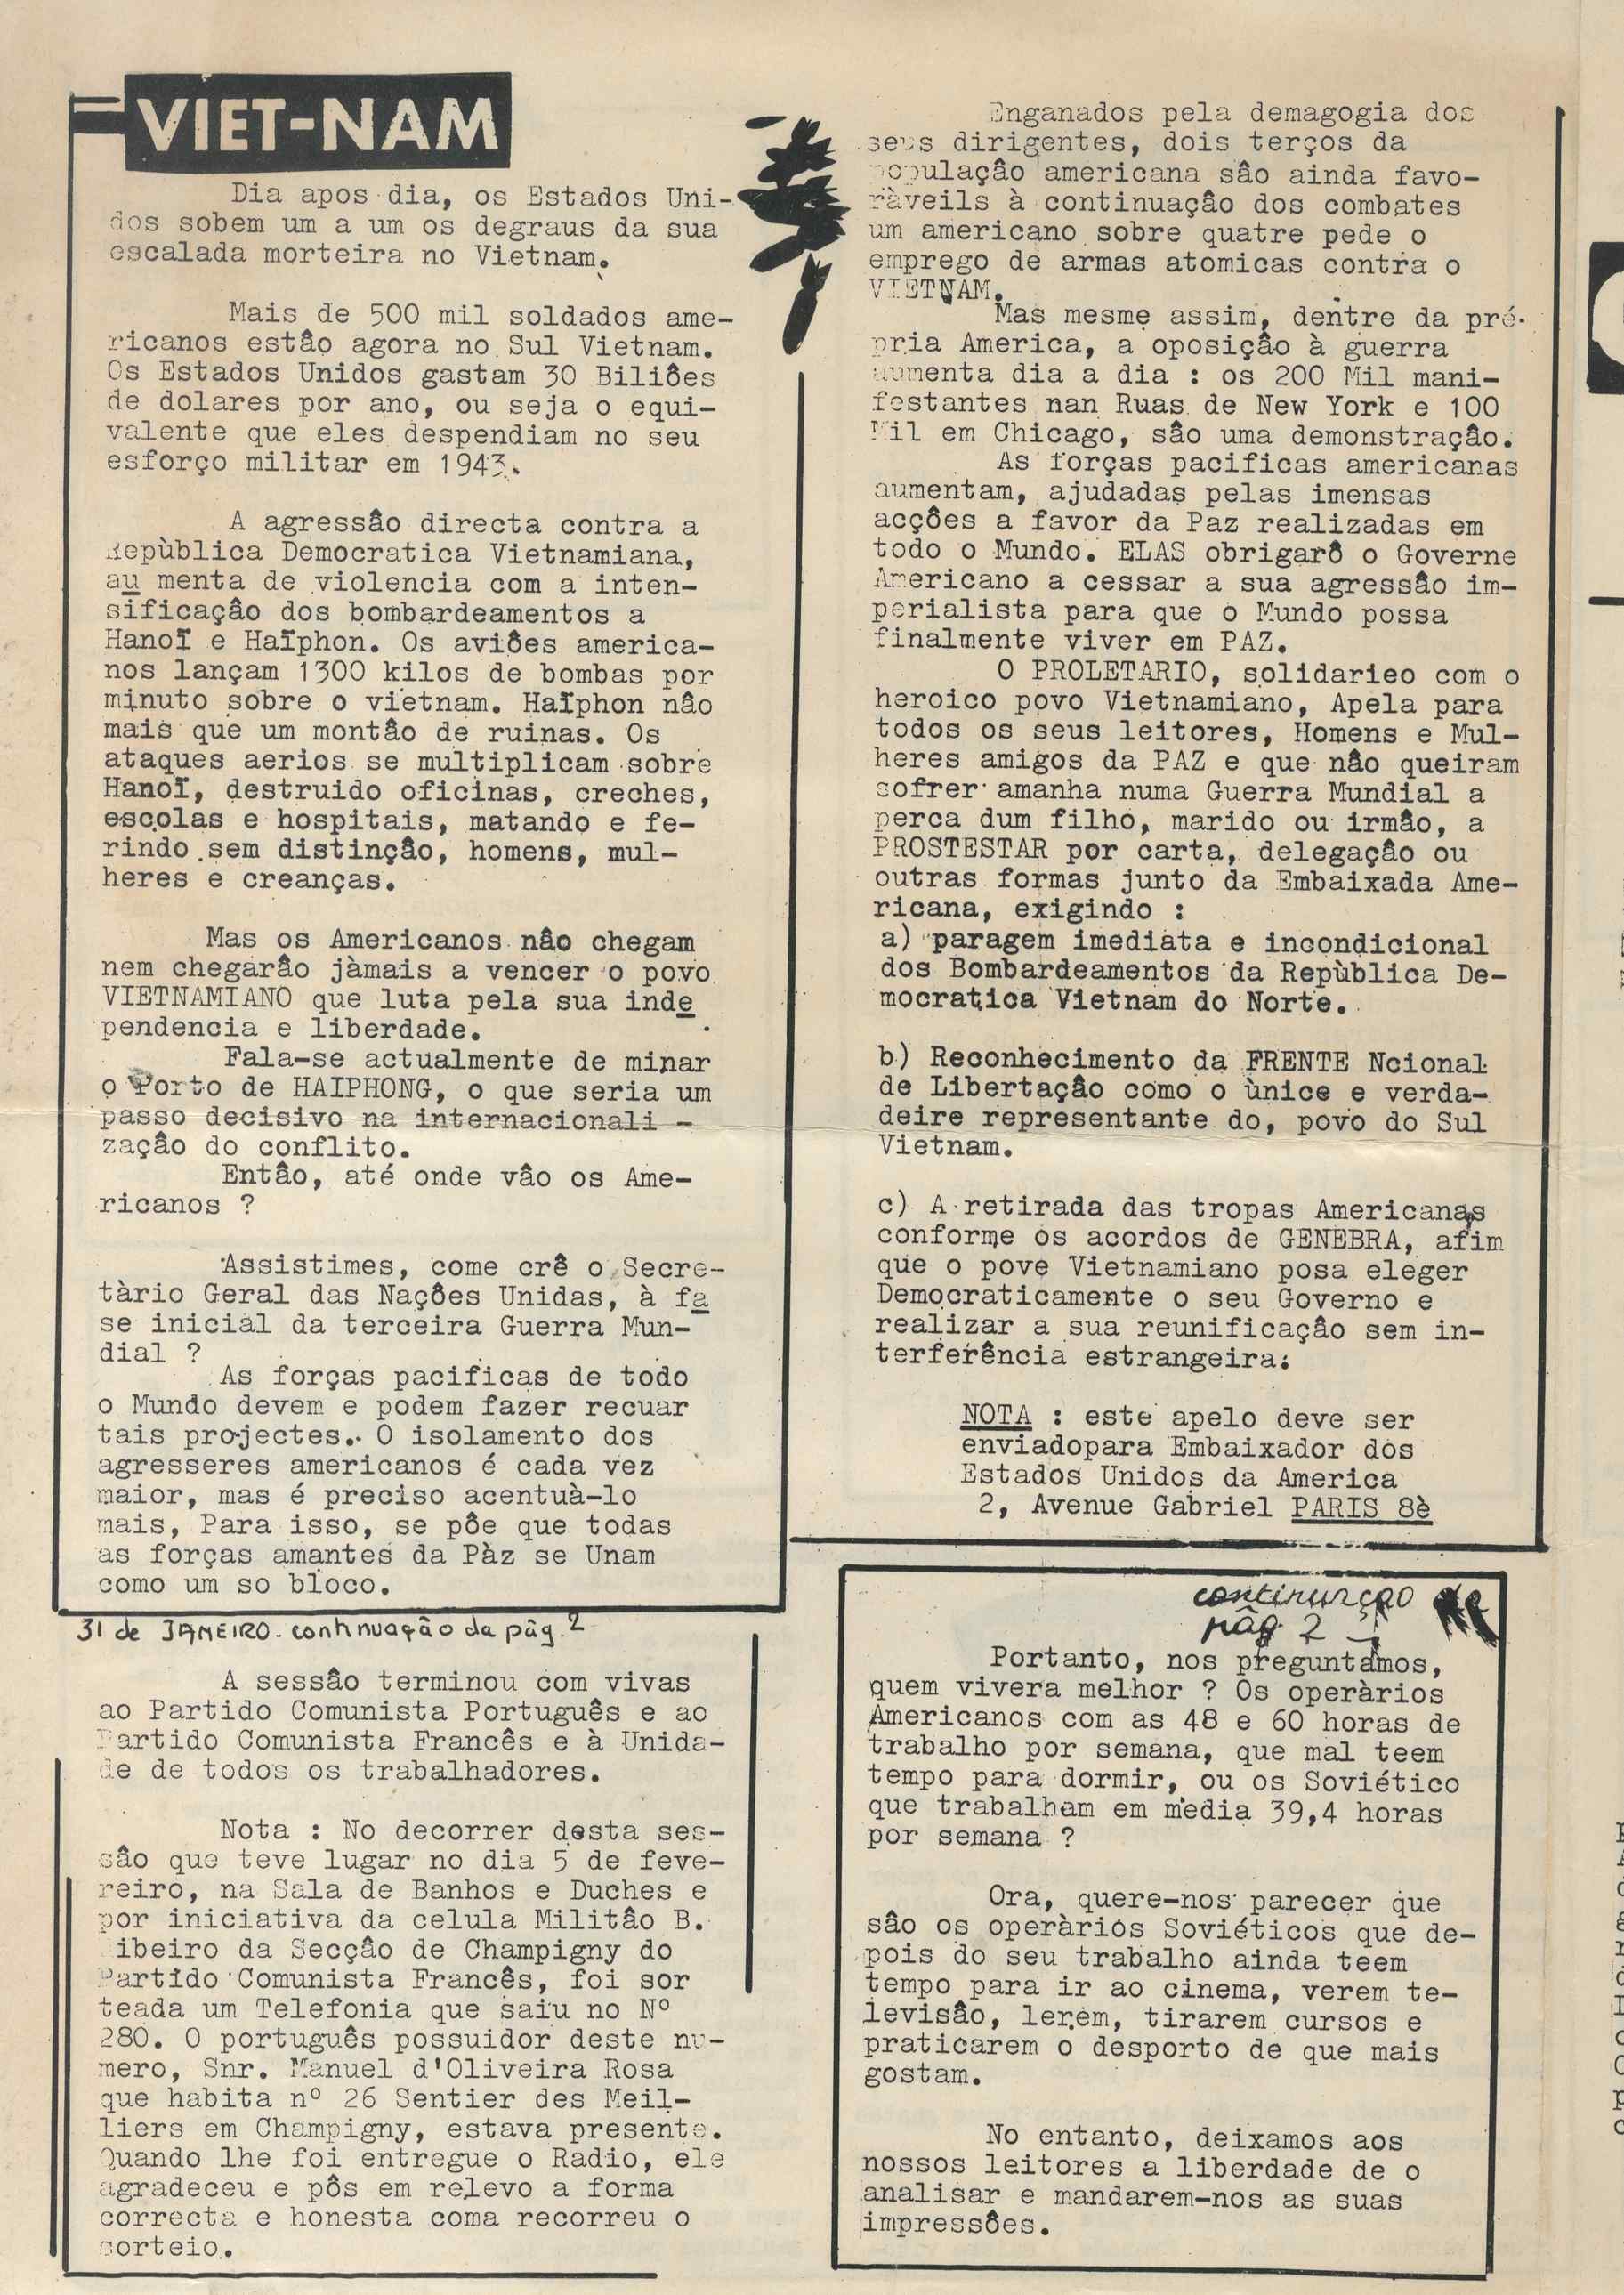 VIET-NAM
Dia apos dia, os Estados Uni-
dos sobem um a um os degraus da sua
escalada morteira no Vietnam.
Mais de 500 mil soldados ame-
ricanos estâo agora no Sul Vietnam.
Os Estados Unidos gastam 30 Biliôes
de dolares por ano, ou seja o equi-
valente que eles despendiam no seu
esforço militar em 1943.
A agressâo directa contra a
Repùblica Democratica Vietnamiana,
au menta de violencia com a inten-
sificaçâo dos bombardeamentos a
Hanoï e Haïphon. Os aviôes america-
nos lançam 1300 kilos de bombas por
minuto sobre o vietnam. Haïphon nâo
mais que um montâo de ruinas. Os
ataques aerios se multiplicam sobre
Hanoï, destruido oficinas, creches,
escolas e hospitais, matando e fe-
rindo sem distinçâo, homens, mul-
heres e creanças.
Mas os Americanos nâo chegam
nem chegarâo jàmais a vencer o povo
VIETNAMIANO que luta pela sua inde
pendencia e liberdade.
Fala-se actualmente de minar
o Porto de HAIPHONG, o que seria um
passo decisivo na internacionali -
zaçâo do conflito.
Entâo, até onde vâo os Ame-
ricanos ?
Assistimes, come crê o Secre-
tàrio Geral das Naçôes Unidas, à fa
se inicial da terceira Guerra Mun-
dial ?
As forças pacificas de todo
o Mundo devem e podem fazer recuar
tais projectes. O isolamento dos
agresseres americanos é cada vez
maior, mas é preciso acentuà-lo
mais, Para isso, se pôe que todas
as forças amantes da Pàz se Unam
como um so bloco.
Enganados pela demagogia dos
seus dirigentes, dois terços da
populaçâo americana sâo ainda favo-
ràveils à continuaçâo dos combates
um americano sobre quatre pede o
emprego de armas atomicas contra o
VIETNAM.
Mas mesme assim, dentre da pré-
pria America, a oposiçâo à guerra
aumenta dia a dia : os 200 Mil mani-
festantes nan Ruas de New York e 100
Mil em Chicago, sâo uma demonstraçâo.
As forças pacificas americanas
aumentam, ajudadas pelas imensas
acçôes a favor da Paz realizadas em
todo o Mundo. ELAS obrigarô o Governe
Americano a cessar a sua agressâo im-
perialista para que o Mundo possa
finalmente viver em PAZ.
O PROLETARIO, solidarieo com o
heroico povo Vietnamiano, Apela para
todos os seus leitores, Homens e Mul-
heres amigos da PAZ e que nâo queiram
sofrer amanha numa Guerra Mundial a
perca dum filho, marido ou irmâo, a
PROSTESTAR por carta, delegaçâo ou
outras formas junto da Embaixada Ame-
ricana, exigindo :
a) paragem imediata e incondicional
dos Bombardeamentos da Repùblica De-
mocratica Vietnam do Norte.
b) Reconhecimento da FRENTE Ncional
de Libertaçâo como o ùnice e verda-
deire representante do, povo do Sul
Vietnam.
c) A retirada das tropas Americanas
conforme os acordos de GENEBRA, afim
que o pove Vietnamiano posa eleger
Democraticamente o seu Governo e
realizar a sua reunificaçâo sem in-
terferência estrangeira.
NOTA : este apelo deve ser
enviadopara Embaixador dos
Estados Unidos da America
2, Avenue Gabriel PARIS 8è
31 de JANEIRO - continuação da pàg. 2
A sessâo terminou com vivas
ao Partido Comunista Português e ao
Partido Comunista Francês e à Unida-
de de todos os trabalhadores.
Nota : No decorrer desta ses-
sâo que teve lugar no dia 5 de feve-
reiro, na Sala de Banhos e Duches e
por iniciativa da celula Militâo B.
ibeiro da Secçâo de Champigny do
Partido Comunista Francês, foi sor
teada um Telefonia que saiu no Nº
280. O português possuidor deste nu-
mero, Snr. Manuel d'Oliveira Rosa
que habita nº 26 Sentier des Meil-
liers em Champigny, estava presente.
Quando lhe foi entregue o Radio, ele
agradeceu e pôs em relevo a forma
correcta e honesta coma recorreu o
sorteio.
continurçao de
pâg. 2
Portanto, nos preguntamos,
quem vivera melhor ? Os operàrios
Americanos com as 48 e 60 horas de
trabalho por semana, que mal teem
tempo para dormir, ou os Soviético
que trabalham em media 39,4 horas
por semana ?
Ora, quere-nos parecer que
sâo os operàrios Soviéticos que de-
pois do seu trabalho ainda teem
tempo para ir ao cinema, verem te-
levisâo, lerem, tirarem cursos e
praticarem o desporto de que mais
gostam.
No entanto, deixamos aos
nossos leitores a liberdade de o
analisar e mandarem-nos as suas
impressôes.